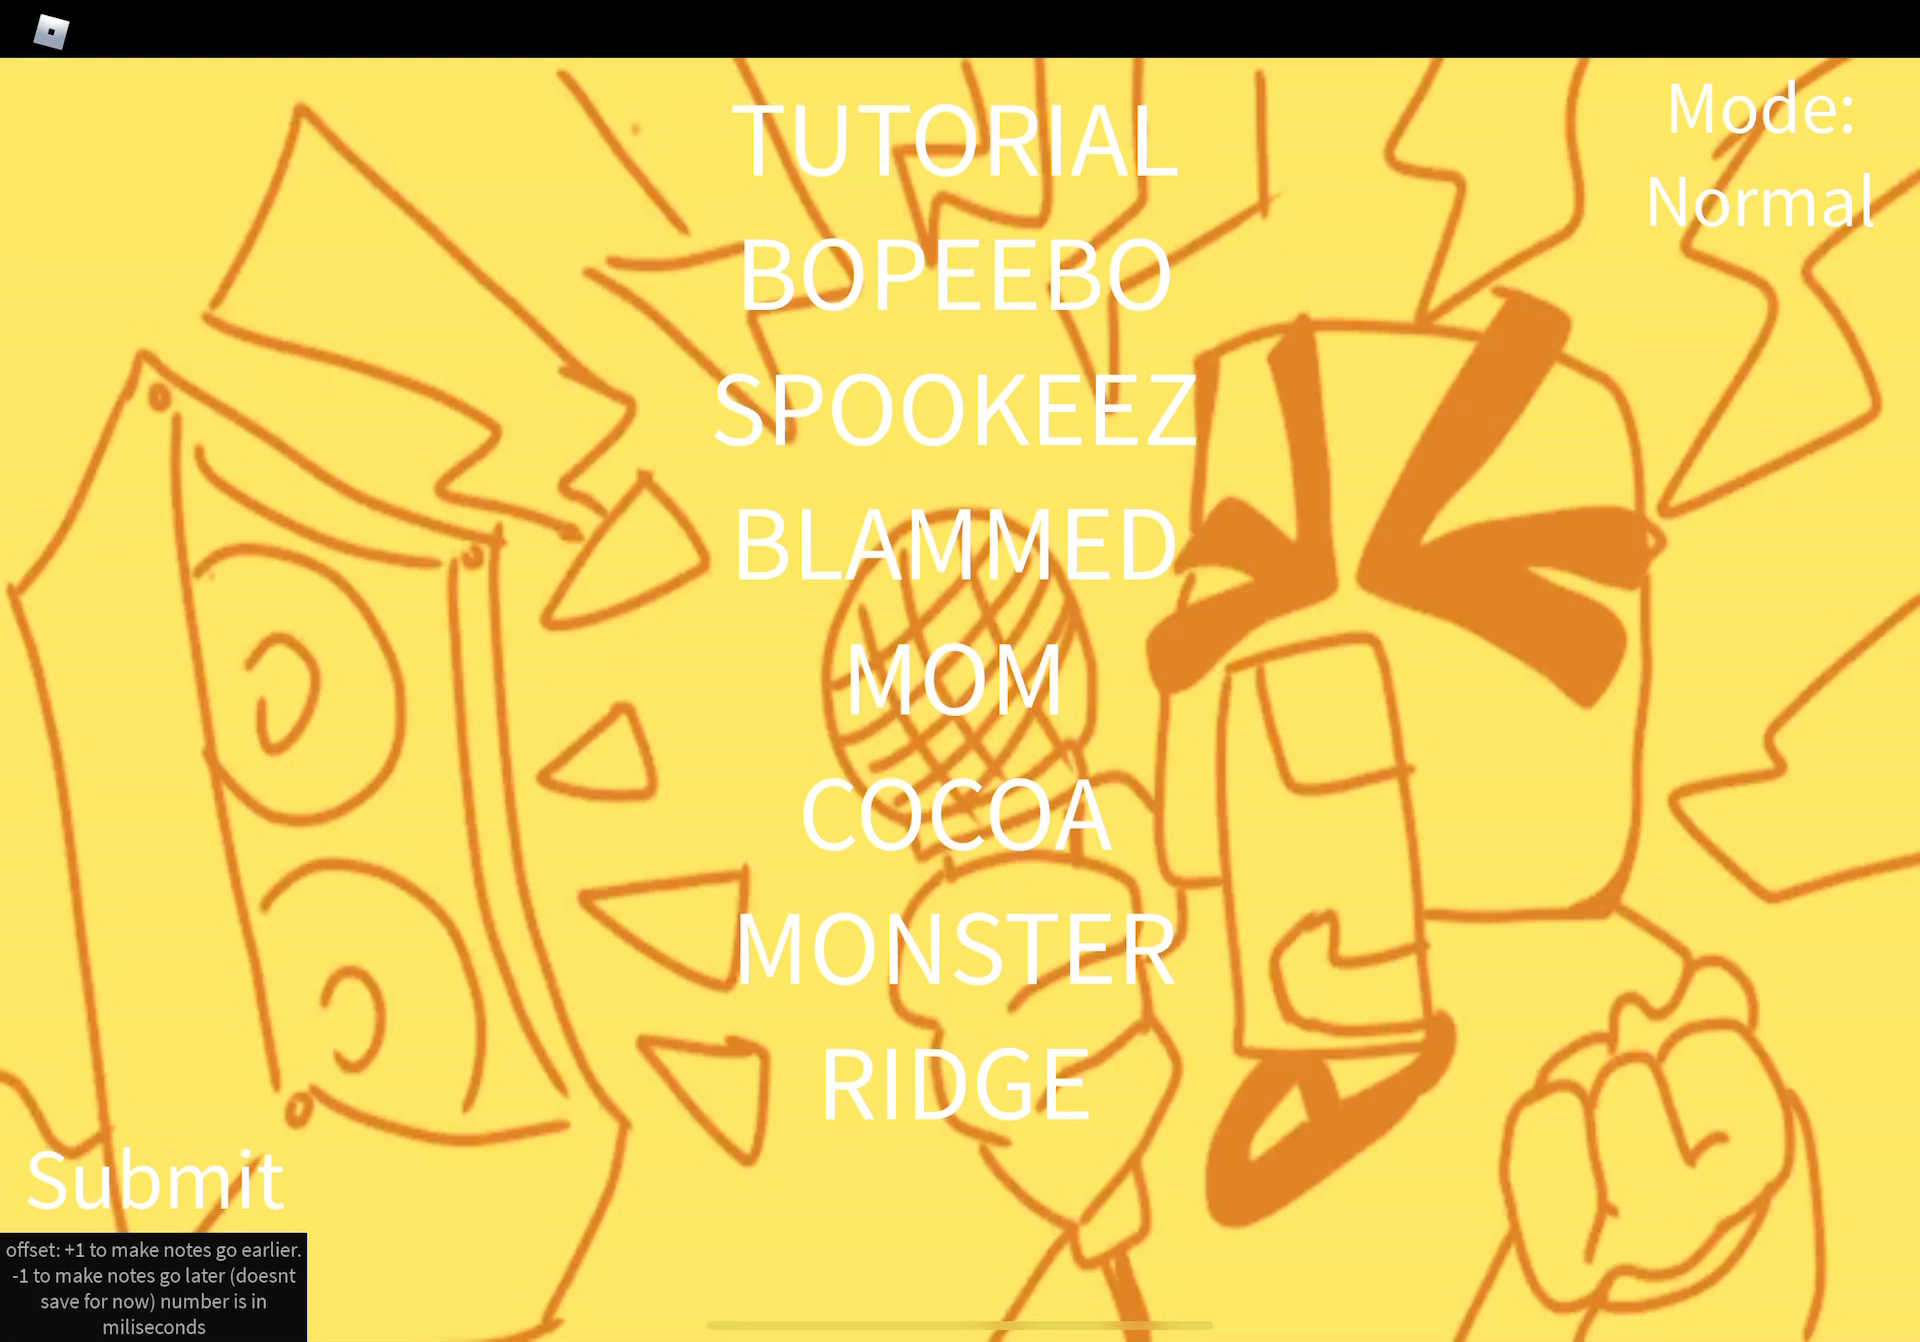 TUTORIAL
BOPEEBO
SPOOKEEZ
BLAMMED
MOM
COCOA
MONSTER
RIDGE
Mode:
Normal
Submit
offset: +1 to make notes go earlier.
-1 to make notes go later (doesnt
save for now) number is in
miliseconds